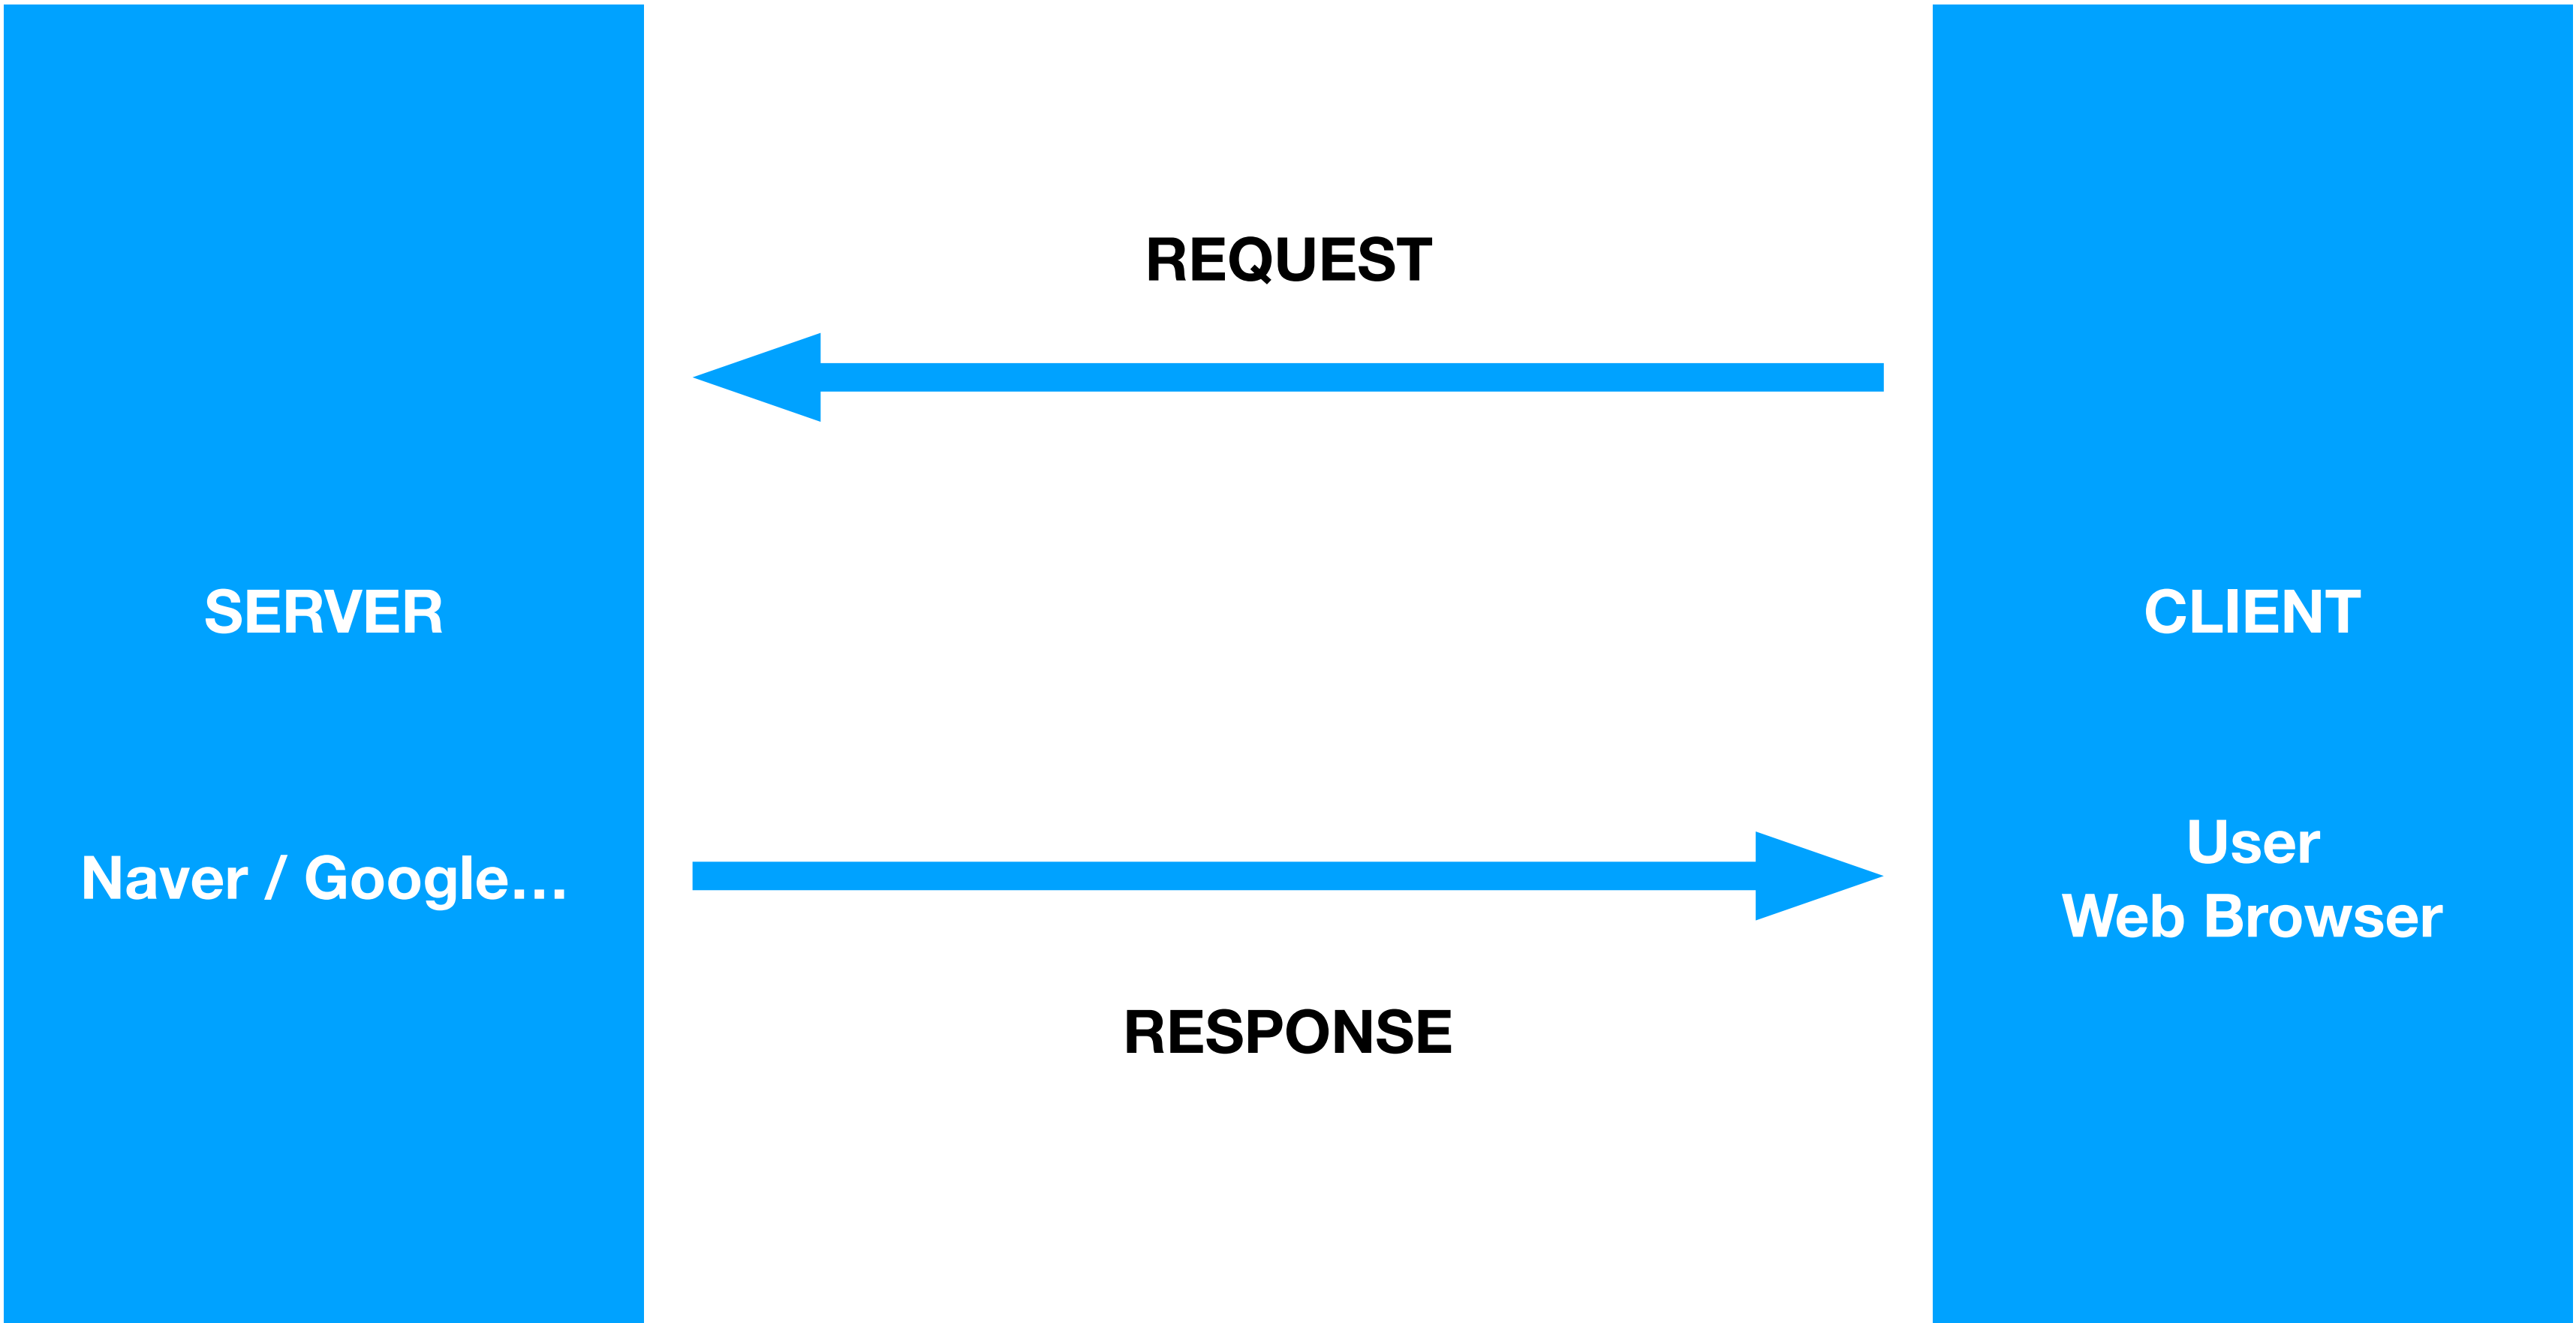 REQUEST
SERVER
CLIENT
Naver / Google…
User
Web Browser
RESPONSE